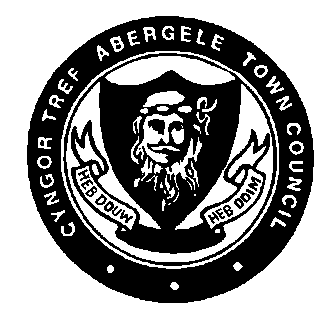 CYNGOR TREF ABERGELE TOWN COUNCIL
HEB DDUW
HEB DDIM